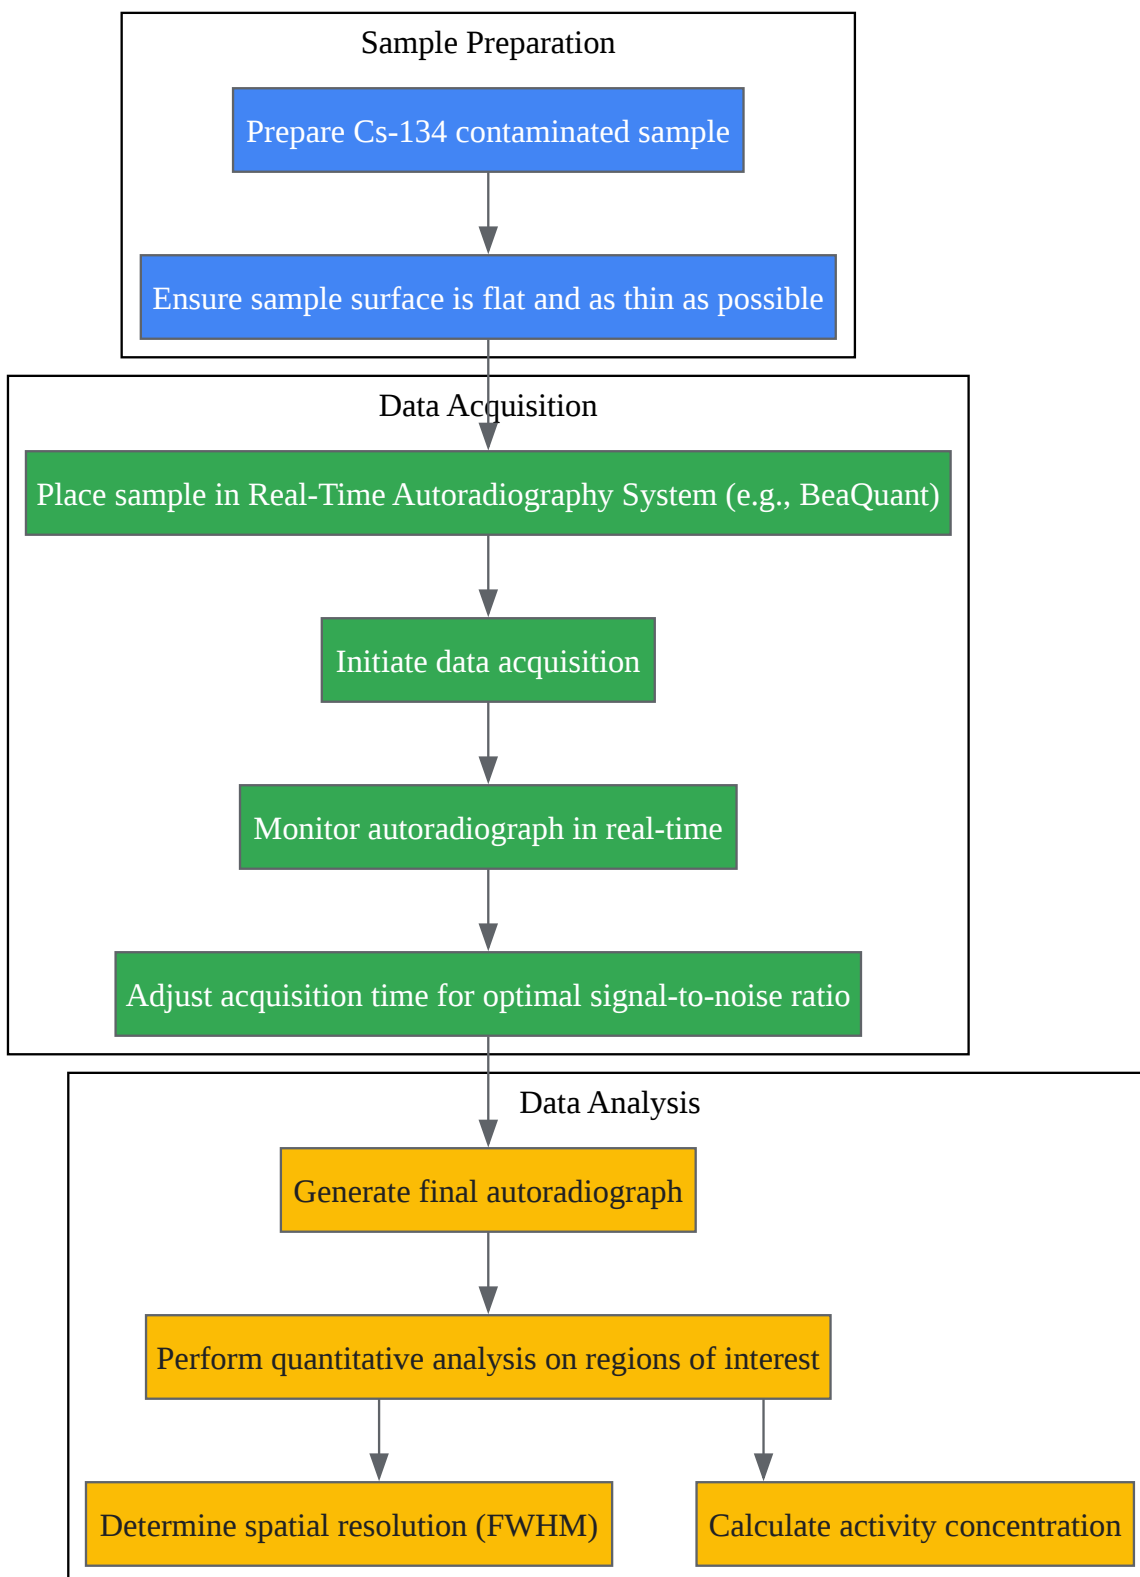 Sample Preparation
Prepare Cs-134 contaminated sample
Ensure sample surface is flat and as thin as possible
Data Acquisition
Place sample in Real-Time Autoradiography System (e.g., BeaQuant)
Initiate data acquisition
Monitor autoradiograph in real-time
Adjust acquisition time for optimal signal-to-noise ratio
Data Analysis
Generate final autoradiograph
Perform quantitative analysis on regions of interest
Determine spatial resolution (FWHM)
Calculate activity concentration